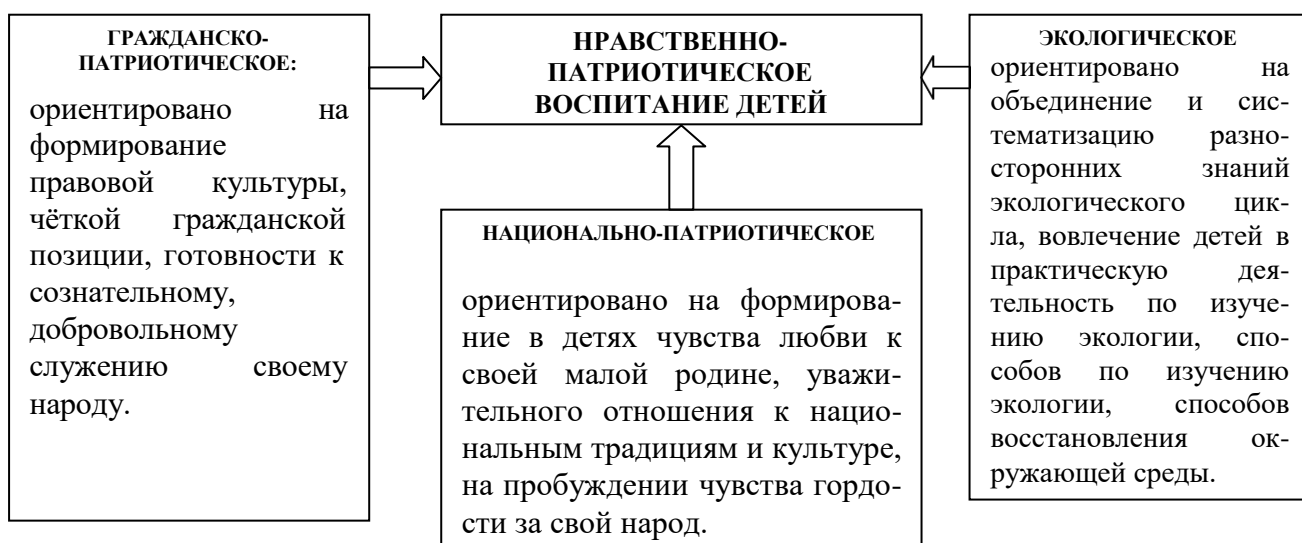 ГРАЖДАНСКО-
ПАТРИОТИЧЕСКОЕ:
ориентировано на
формирование
правовой культуры,
чёткой гражданской
позиции, готовности к
сознательному,
добровольному
служению своему
народу.
НРАВСТВЕННО-
ПАТРИОТИЧЕСКОЕ
ВОСПИТАНИЕ ДЕТЕЙ
НАЦИОНАЛЬНО-ПАТРИОТИЧЕСКОЕ
ориентировано на формирова-
ние в детях чувства любви к
своей малой родине, уважи-
тельного отношения к нацио-
нальным традициям и культуре,
на пробуждении чувства гордо-
сти за свой народ.
ЭКОЛОГИЧЕСКОЕ
ориентировано на
объединение и сис-
тематизацию разно-
сторонних знаний
экологического цик-
ла, вовлечение детей в
практическую дея-
тельность по изуче-
нию экологии, спо-
собов по изучению
экологии, способов
восстановления ок-
ружающей среды.